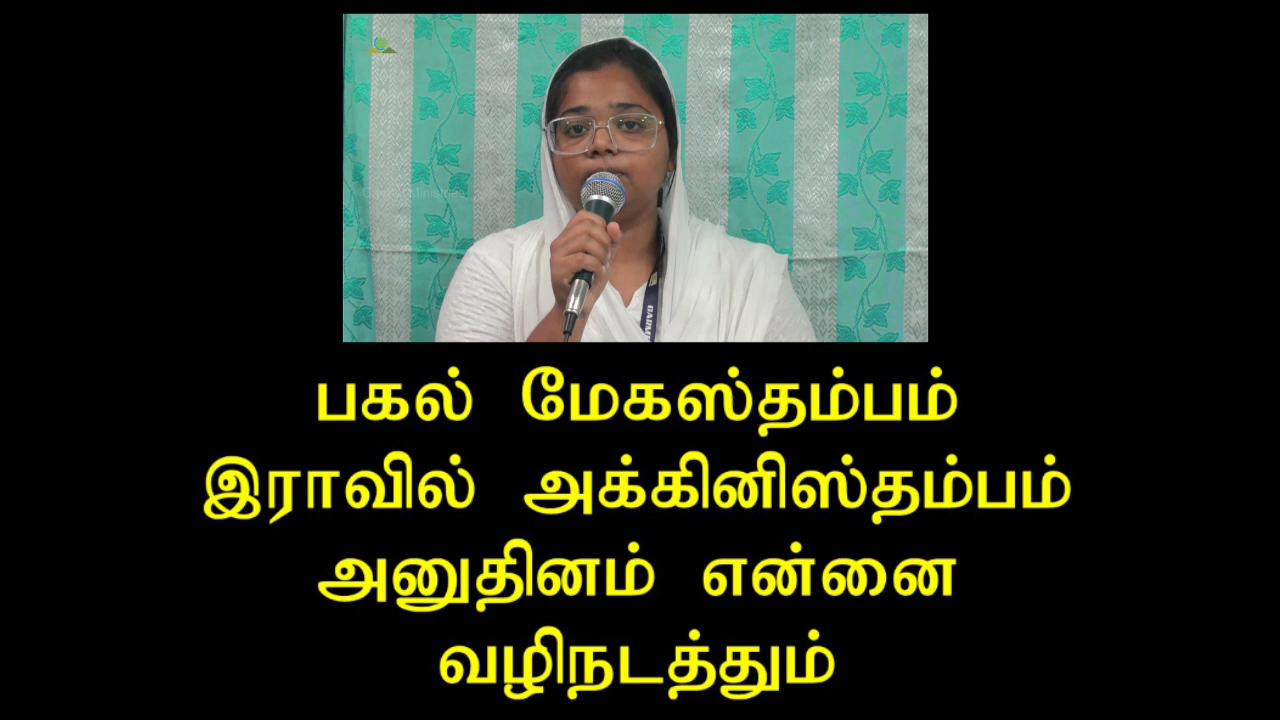 பகல் மேகஸ்தம்பம்
இராவில் அக்கினிஸ்தம்பம்
அனுதினம் என்னை
வழிநடத்தும்